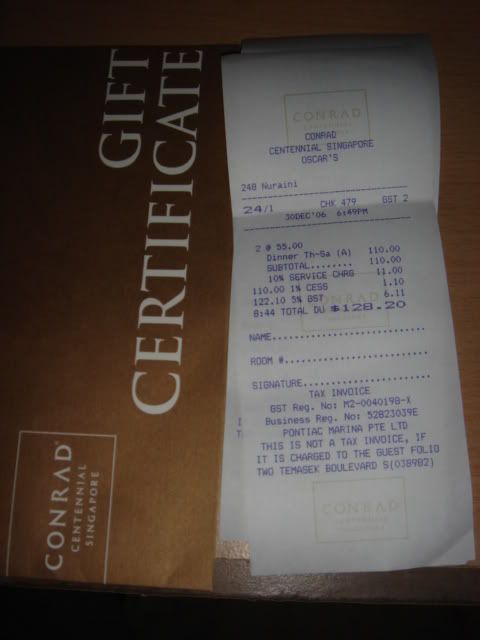 GIFT
CERTIFICATE
CONRAD
CENTENNIAL
SINGAPORE
CONRAD
CONRAD
CENTENNIAL SINGAPORE
OSCAR'S
248 Nuraini
24/1 CHK 479 GST 2
30DEC'06 6:49PM
2 @ 55.00
Dinner Th-Sa (A) 110.00
SUBTOTAL........ 110.00
10% SERVICE CHRG 11.00
110.00 1% CESS 1.10
122.10 5% GST 6.11
8:44 TOTAL DU $128.20
CONRAD
NAME............................
ROOM #..........................
SIGNATURE.......................
TAX INVOICE
GST Reg. No: M2-0040198-X
Business Reg. No: 52823039E
PONTIAC MARINA PTE LTD
THIS IS NOT A TAX INVOICE, IF
IT IS CHARGED TO THE GUEST FOLIO
TWO TEMASEK BOULEVARD S(038982)
CONRAD
CENTENNIAL